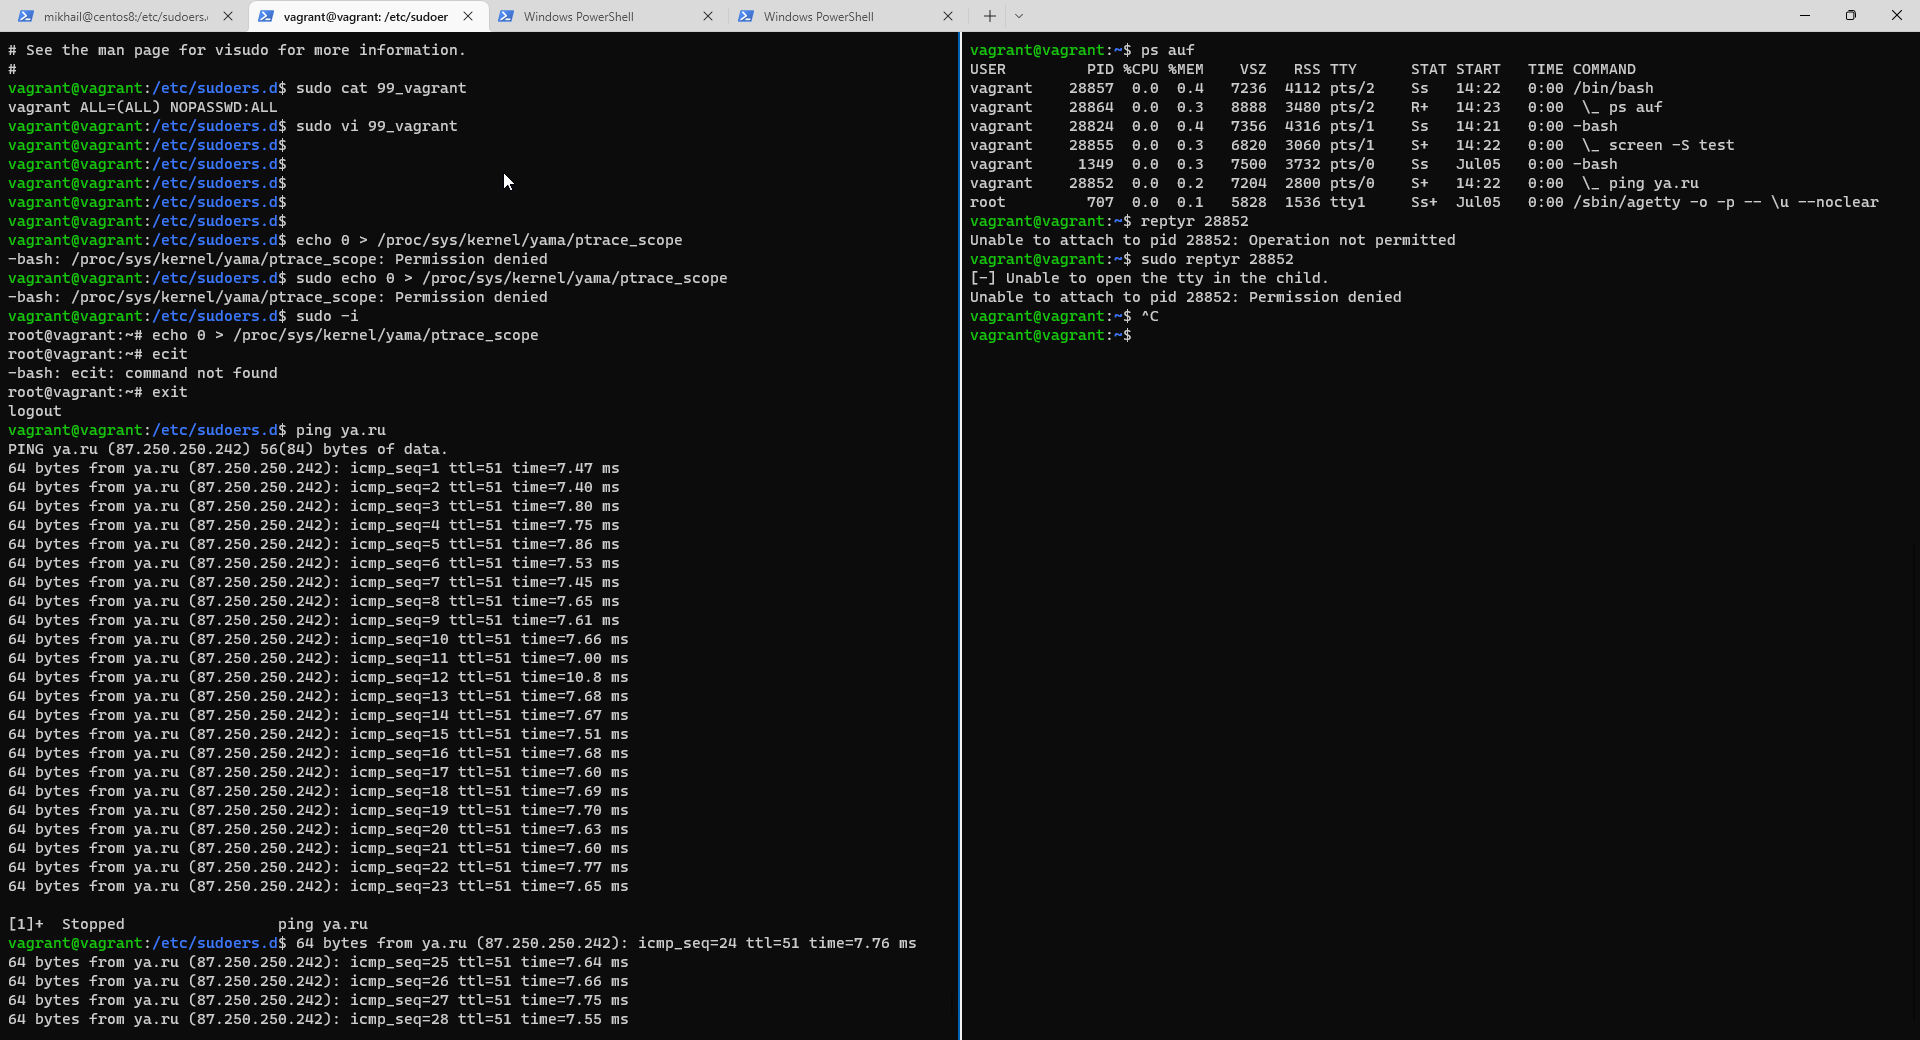 mikhail@centos8:/etc/sudoers.
vagrant@vagrant: /etc/sudoer
Windows PowerShell
Windows PowerShell
# See the man page for visudo for more information.
#
vagrant@vagrant:/etc/sudoers.d$ sudo cat 99_vagrant
vagrant ALL=(ALL) NOPASSWD:ALL
vagrant@vagrant:/etc/sudoers.d$ sudo vi 99_vagrant
vagrant@vagrant:/etc/sudoers.d$
vagrant@vagrant:/etc/sudoers.d$
vagrant@vagrant:/etc/sudoers.d$
vagrant@vagrant:/etc/sudoers.d$
vagrant@vagrant:/etc/sudoers.d$
vagrant@vagrant:/etc/sudoers.d$ echo 0 > /proc/sys/kernel/yama/ptrace_scope
-bash: /proc/sys/kernel/yama/ptrace_scope: Permission denied
vagrant@vagrant:/etc/sudoers.d$ sudo echo 0 > /proc/sys/kernel/yama/ptrace_scope
-bash: /proc/sys/kernel/yama/ptrace_scope: Permission denied
vagrant@vagrant:/etc/sudoers.d$ sudo -i
root@vagrant:~# echo 0 > /proc/sys/kernel/yama/ptrace_scope
root@vagrant:~# ecit
-bash: ecit: command not found
root@vagrant:~# exit
logout
vagrant@vagrant:/etc/sudoers.d$ ping ya.ru
PING ya.ru (87.250.250.242) 56(84) bytes of data.
64 bytes from ya.ru (87.250.250.242): icmp_seq=1 ttl=51 time=7.47 ms
64 bytes from ya.ru (87.250.250.242): icmp_seq=2 ttl=51 time=7.40 ms
64 bytes from ya.ru (87.250.250.242): icmp_seq=3 ttl=51 time=7.80 ms
64 bytes from ya.ru (87.250.250.242): icmp_seq=4 ttl=51 time=7.75 ms
64 bytes from ya.ru (87.250.250.242): icmp_seq=5 ttl=51 time=7.86 ms
64 bytes from ya.ru (87.250.250.242): icmp_seq=6 ttl=51 time=7.53 ms
64 bytes from ya.ru (87.250.250.242): icmp_seq=7 ttl=51 time=7.45 ms
64 bytes from ya.ru (87.250.250.242): icmp_seq=8 ttl=51 time=7.65 ms
64 bytes from ya.ru (87.250.250.242): icmp_seq=9 ttl=51 time=7.61 ms
64 bytes from ya.ru (87.250.250.242): icmp_seq=10 ttl=51 time=7.66 ms
64 bytes from ya.ru (87.250.250.242): icmp_seq=11 ttl=51 time=7.00 ms
64 bytes from ya.ru (87.250.250.242): icmp_seq=12 ttl=51 time=10.8 ms
64 bytes from ya.ru (87.250.250.242): icmp_seq=13 ttl=51 time=7.68 ms
64 bytes from ya.ru (87.250.250.242): icmp_seq=14 ttl=51 time=7.67 ms
64 bytes from ya.ru (87.250.250.242): icmp_seq=15 ttl=51 time=7.51 ms
64 bytes from ya.ru (87.250.250.242): icmp_seq=16 ttl=51 time=7.68 ms
64 bytes from ya.ru (87.250.250.242): icmp_seq=17 ttl=51 time=7.60 ms
64 bytes from ya.ru (87.250.250.242): icmp_seq=18 ttl=51 time=7.69 ms
64 bytes from ya.ru (87.250.250.242): icmp_seq=19 ttl=51 time=7.70 ms
64 bytes from ya.ru (87.250.250.242): icmp_seq=20 ttl=51 time=7.63 ms
64 bytes from ya.ru (87.250.250.242): icmp_seq=21 ttl=51 time=7.60 ms
64 bytes from ya.ru (87.250.250.242): icmp_seq=22 ttl=51 time=7.77 ms
64 bytes from ya.ru (87.250.250.242): icmp_seq=23 ttl=51 time=7.65 ms
[1]+  Stopped                 ping ya.ru
vagrant@vagrant:/etc/sudoers.d$ 64 bytes from ya.ru (87.250.250.242): icmp_seq=24 ttl=51 time=7.76 ms
64 bytes from ya.ru (87.250.250.242): icmp_seq=25 ttl=51 time=7.64 ms
64 bytes from ya.ru (87.250.250.242): icmp_seq=26 ttl=51 time=7.66 ms
64 bytes from ya.ru (87.250.250.242): icmp_seq=27 ttl=51 time=7.75 ms
64 bytes from ya.ru (87.250.250.242): icmp_seq=28 ttl=51 time=7.55 ms
vagrant@vagrant:~$ ps auf
USER         PID %CPU %MEM    VSZ   RSS TTY      STAT START   TIME COMMAND
vagrant    28857  0.0  0.4   7236  4112 pts/2    Ss   14:22   0:00 /bin/bash
vagrant    28864  0.0  0.3   8888  3480 pts/2    R+   14:23   0:00  \_ ps auf
vagrant    28824  0.0  0.4   7356  4316 pts/1    Ss   14:21   0:00 -bash
vagrant    28855  0.0  0.3   6820  3060 pts/1    S+   14:22   0:00  \_ screen -S test
vagrant     1349  0.0  0.3   7500  3732 pts/0    Ss   Jul05   0:00 -bash
vagrant    28852  0.0  0.2   7204  2800 pts/0    S+   14:22   0:00  \_ ping ya.ru
root         707  0.0  0.1   5828  1536 tty1     Ss+  Jul05   0:00 /sbin/agetty -o -p -- \u --noclear
vagrant@vagrant:~$ reptyr 28852
Unable to attach to pid 28852: Operation not permitted
vagrant@vagrant:~$ sudo reptyr 28852
[-] Unable to open the tty in the child.
Unable to attach to pid 28852: Permission denied
vagrant@vagrant:~$ ^C
vagrant@vagrant:~$